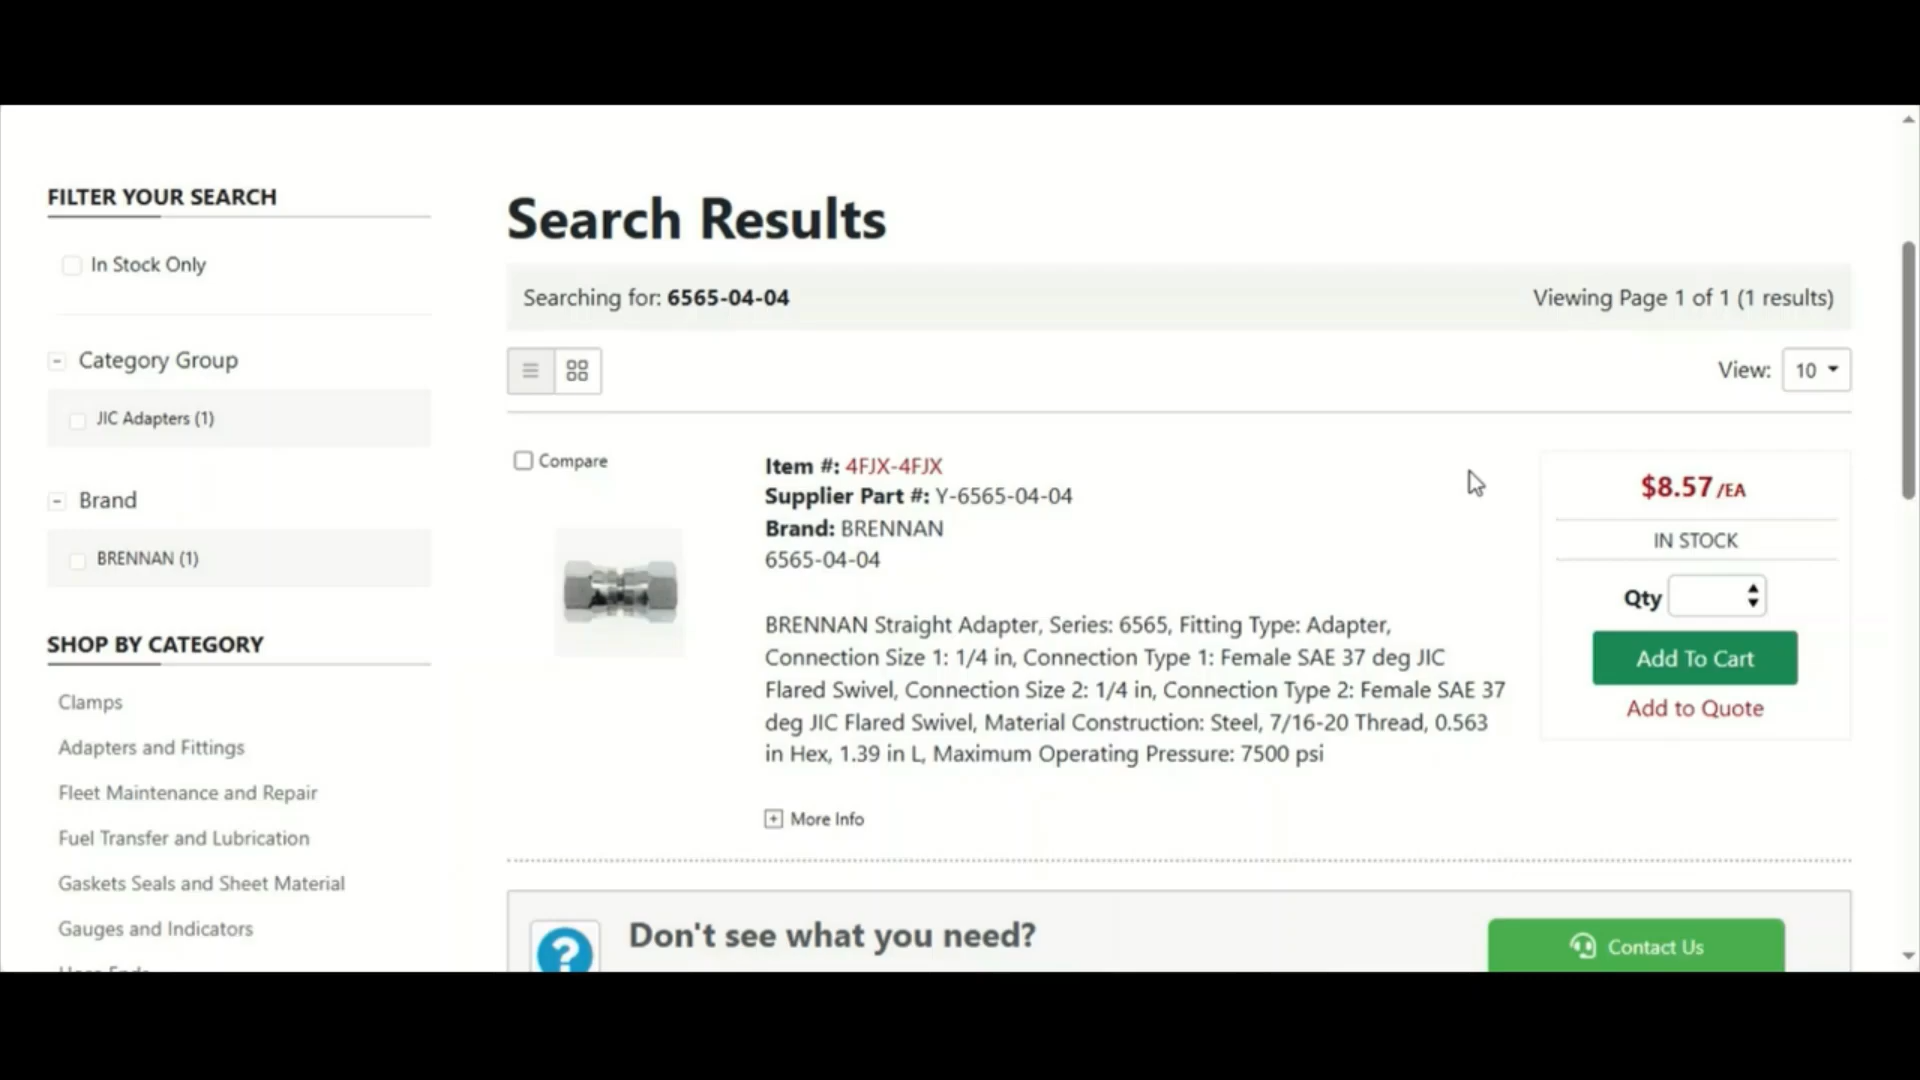 FILTER YOUR SEARCH
In Stock Only
Category Group
JIC Adapters (1)
Brand
BRENNAN (1)
SHOP BY CATEGORY
Clamps
Adapters and Fittings
Fleet Maintenance and Repair
Fuel Transfer and Lubrication
Gaskets Seals and Sheet Material
Gauges and Indicators
Search Results
Searching for: 6565-04-04
Viewing Page 1 of 1 (1 results)
View: 10
Compare
Item #: 4FJX-4FJX
Supplier Part #: Y-6565-04-04
Brand: BRENNAN
6565-04-04
BRENNAN Straight Adapter, Series: 6565, Fitting Type: Adapter,
Connection Size 1: 1/4 in, Connection Type 1: Female SAE 37 deg JIC
Flared Swivel, Connection Size 2: 1/4 in, Connection Type 2: Female SAE 37
deg JIC Flared Swivel, Material Construction: Steel, 7/16-20 Thread, 0.563
in Hex, 1.39 in L, Maximum Operating Pressure: 7500 psi
More Info
$8.57 /EA
IN STOCK
Qty
Add To Cart
Add to Quote
Don't see what you need?
Contact Us